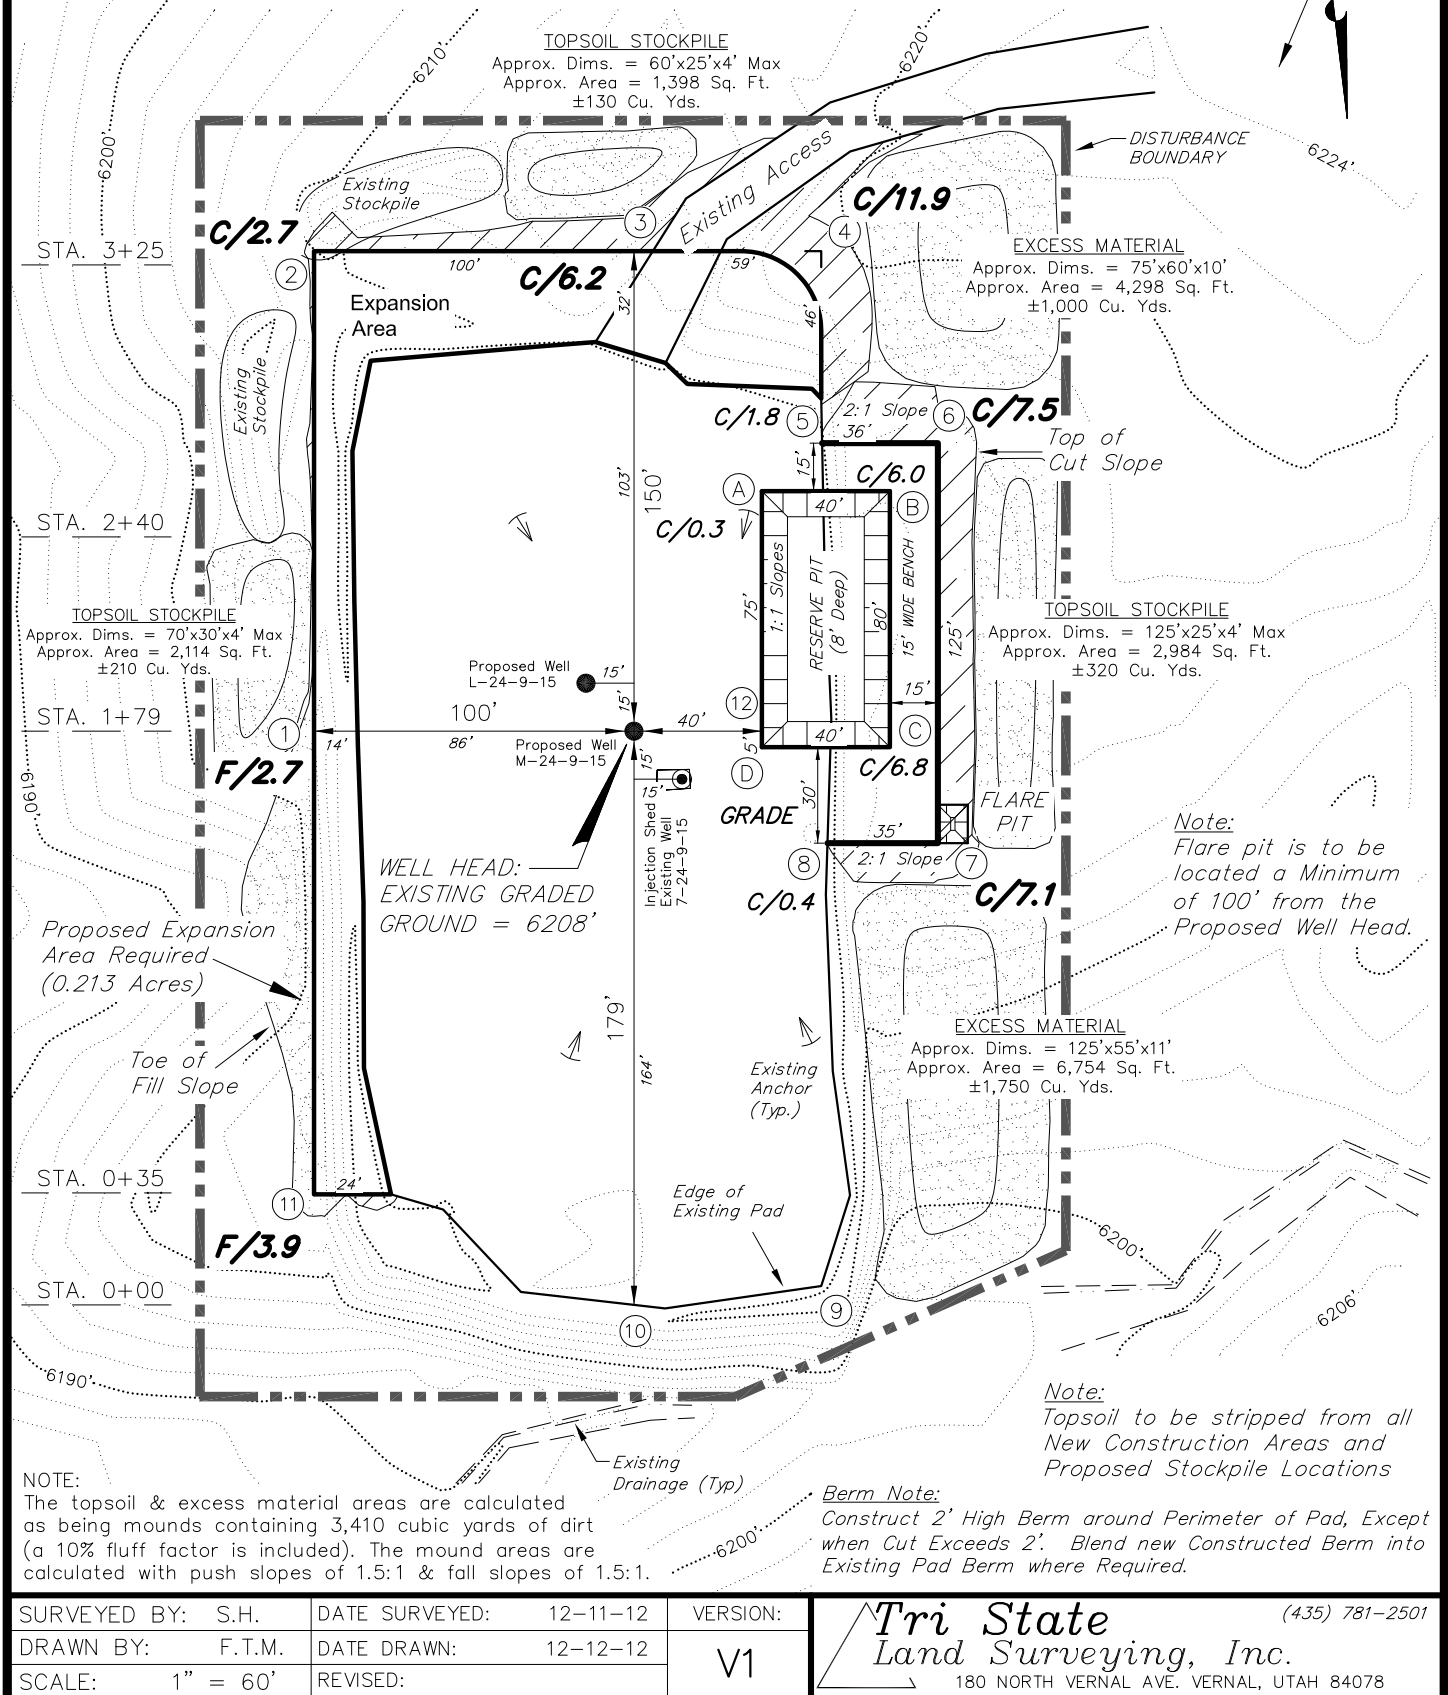 TOPSOIL STOCKPILE
Approx. Dims. = 60'x25'x4' Max
Approx. Area = 1,398 Sq. Ft.
±130 Cu. Yds.
6210'
6220'
6200'
6224'
DISTURBANCE
BOUNDARY
Existing
Stockpile
Existing Access
C/2.7
3
C/11.9
4
STA. 3+25
2
100'
C/6.2
32'
59'
46'
EXCESS MATERIAL
Approx. Dims. = 75'x60'x10'
Approx. Area = 4,298 Sq. Ft.
±1,000 Cu. Yds.
Expansion
Area
Existing
Stockpile
C/1.8
5
2:1 Slope
36'
6
C/7.5
Top of
Cut Slope
15'
C/6.0
103'
150'
A
40'
B
STA. 2+40
C/0.3
1:1 Slopes
75'
RESERVE PIT
(8' Deep)
80'
15' WIDE BENCH
125'
TOPSOIL STOCKPILE
Approx. Dims. = 70'x30'x4' Max
Approx. Area = 2,114 Sq. Ft.
±210 Cu. Yds.
TOPSOIL STOCKPILE
Approx. Dims. = 125'x25'x4' Max
Approx. Area = 2,984 Sq. Ft.
±320 Cu. Yds.
Proposed Well
L-24-9-15
15'
15'
12
15'
STA. 1+79
1
100'
14'
86'
Proposed Well
M-24-9-15
40'
5'
40'
C
15'
15'
D
C/6.8
F/2.7
6190'
GRADE
30'
35'
FLARE
PIT
Injection Shed
Existing Well
7-24-9-15
8
2:1 Slope
7
C/0.4
C/7.1
WELL HEAD:
EXISTING GRADED
GROUND = 6208'
Note:
Flare pit is to be
located a Minimum
of 100' from the
Proposed Well Head.
Proposed Expansion
Area Required
(0.213 Acres)
179'
164'
Toe of
Fill Slope
Existing
Anchor
(Typ.)
EXCESS MATERIAL
Approx. Dims. = 125'x55'x11'
Approx. Area = 6,754 Sq. Ft.
±1,750 Cu. Yds.
STA. 0+35
24'
11
Edge of
Existing Pad
F/3.9
6200'
STA. 0+00
10
9
6206'
6190'
Note:
Topsoil to be stripped from all
New Construction Areas and
Proposed Stockpile Locations
Existing
Drainage (Typ)
6200'
NOTE:
The topsoil & excess material areas are calculated
as being mounds containing 3,410 cubic yards of dirt
(a 10% fluff factor is included). The mound areas are
calculated with push slopes of 1.5:1 & fall slopes of 1.5:1.
Berm Note:
Construct 2' High Berm around Perimeter of Pad, Except
when Cut Exceeds 2'. Blend new Constructed Berm into
Existing Pad Berm where Required.
SURVEYED BY: S.H.
DATE SURVEYED: 12-11-12
VERSION:
DRAWN BY: F.T.M.
DATE DRAWN: 12-12-12
V1
SCALE: 1" = 60'
REVISED:
Tri State
Land Surveying, Inc.
(435) 781-2501
180 NORTH VERNAL AVE. VERNAL, UTAH 84078